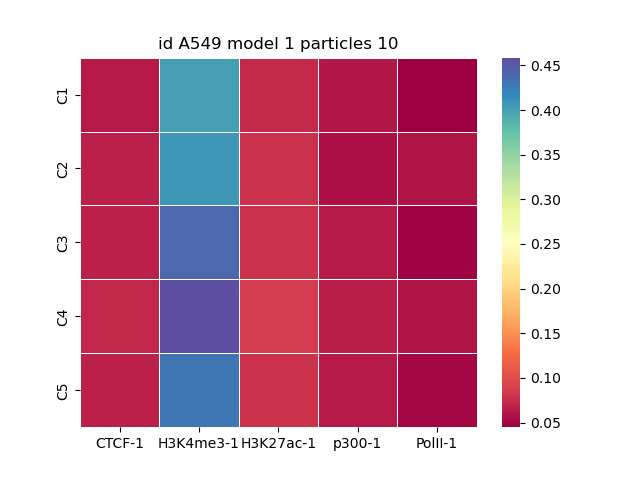 id A549 model 1 particles 10
C1
C2
C3
C4
C5
CTCF-1 H3K4me3-1 H3K27ac-1 p300-1 PolII-1
0.45
0.40
0.35
0.30
0.25
0.20
0.15
0.10
0.05